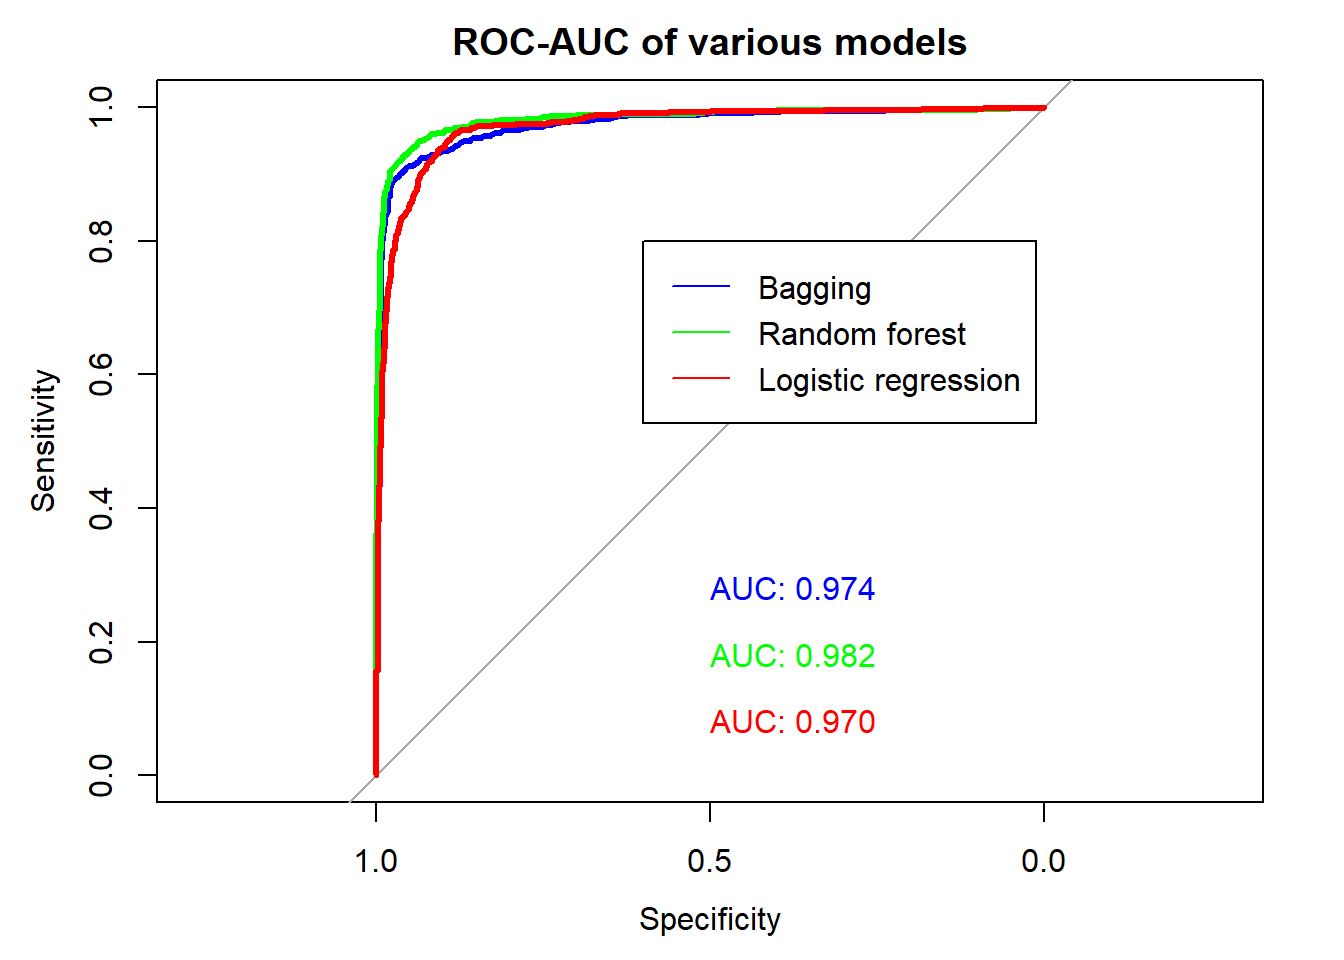 ROC-AUC of various models
Sensitivity
1.0
0.8
0.6
0.4
0.2
0.0
Bagging
Random forest
Logistic regression
AUC: 0.974
AUC: 0.982
AUC: 0.970
1.0
0.5
0.0
Specificity